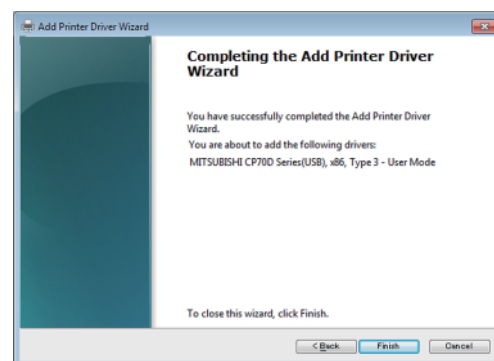 Add Printer Driver Wizard
Completing the Add Printer Driver
Wizard
You have successfully completed the Add Printer Driver
Wizard.
You are about to add the following drivers:
MITSUBISHI CP70D Series(USB), x86, Type 3 - User Mode
To close this wizard, click Finish.
< Back Finish Cancel